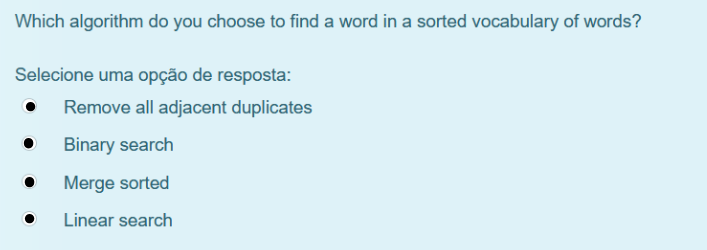 Which algorithm do you choose to find a word in a sorted vocabulary of words?
Selecione uma opção de resposta:
Remove all adjacent duplicates
Binary search
Merge sorted
Linear search